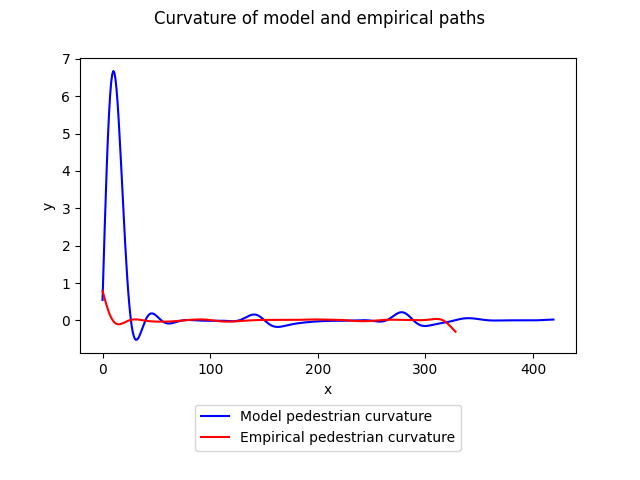 Curvature of model and empirical paths
7
6
5
4
3
2
1
0
y
0 100 200 300 400
x
Model pedestrian curvature
Empirical pedestrian curvature